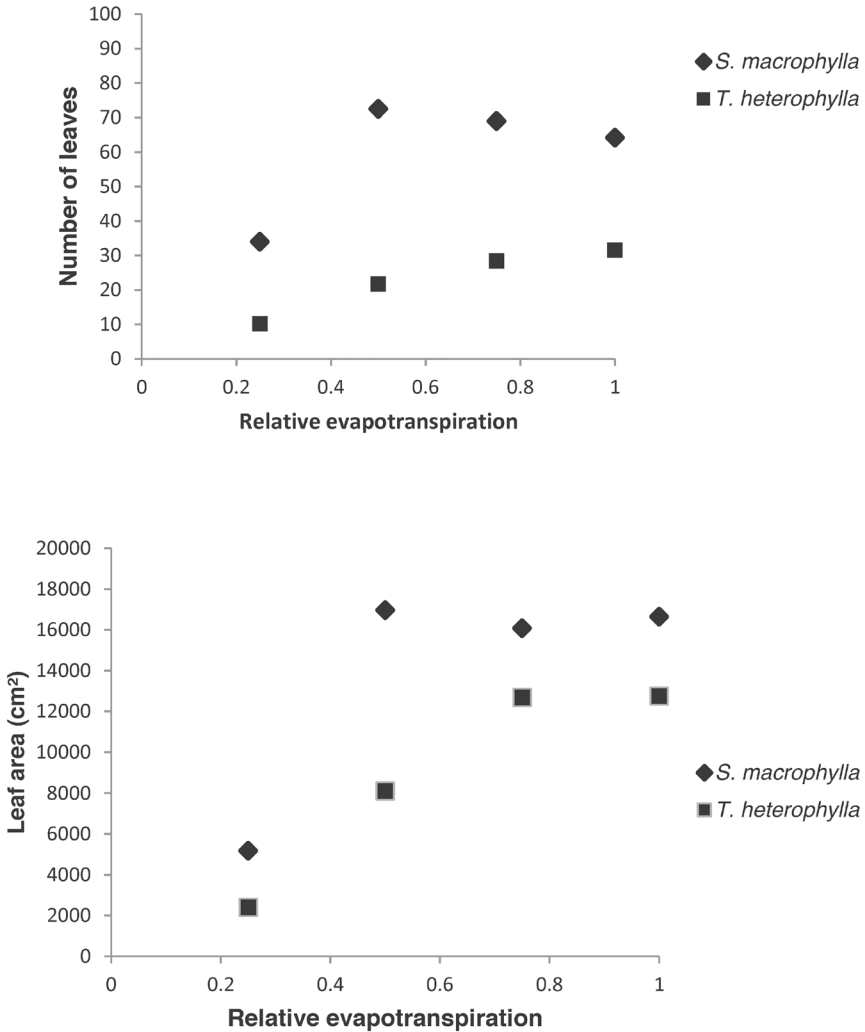 100
90
80
70
60
50
40
30
20
10
0
Number of leaves
0 0.2 0.4 0.6 0.8 1
Relative evapotranspiration
S. macrophylla
T. heterophylla
20000
18000
16000
14000
12000
10000
8000
6000
4000
2000
0
Leaf area (cm²)
0 0.2 0.4 0.6 0.8 1
Relative evapotranspiration
S. macrophylla
T. heterophylla